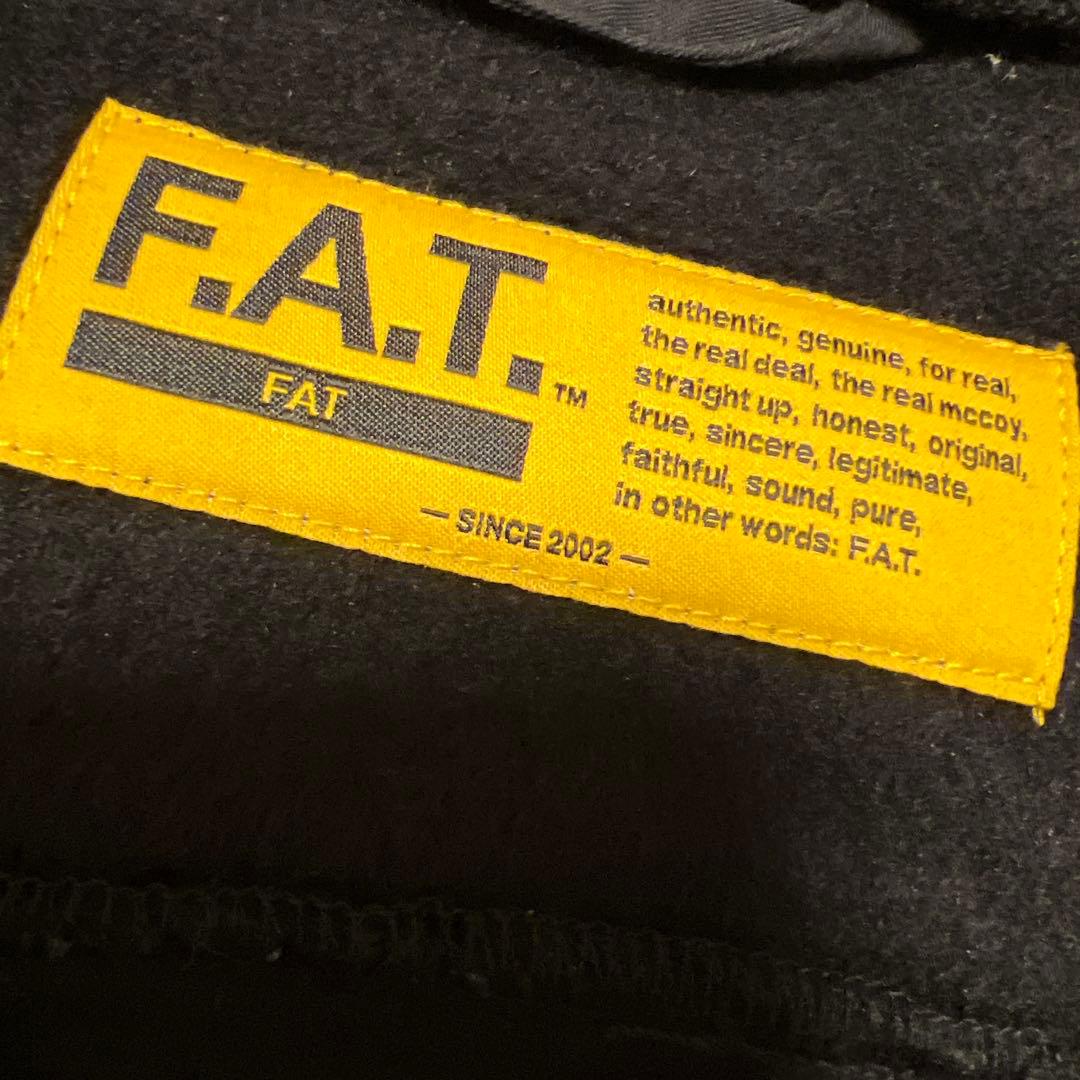 F.A.T.
FAT
™
— SINCE 2002 —
authentic, genuine, for real,
the real deal, the real mccoy,
straight up, honest, original,
true, sincere, legitimate,
faithful, sound, pure,
in other words: F.A.T.